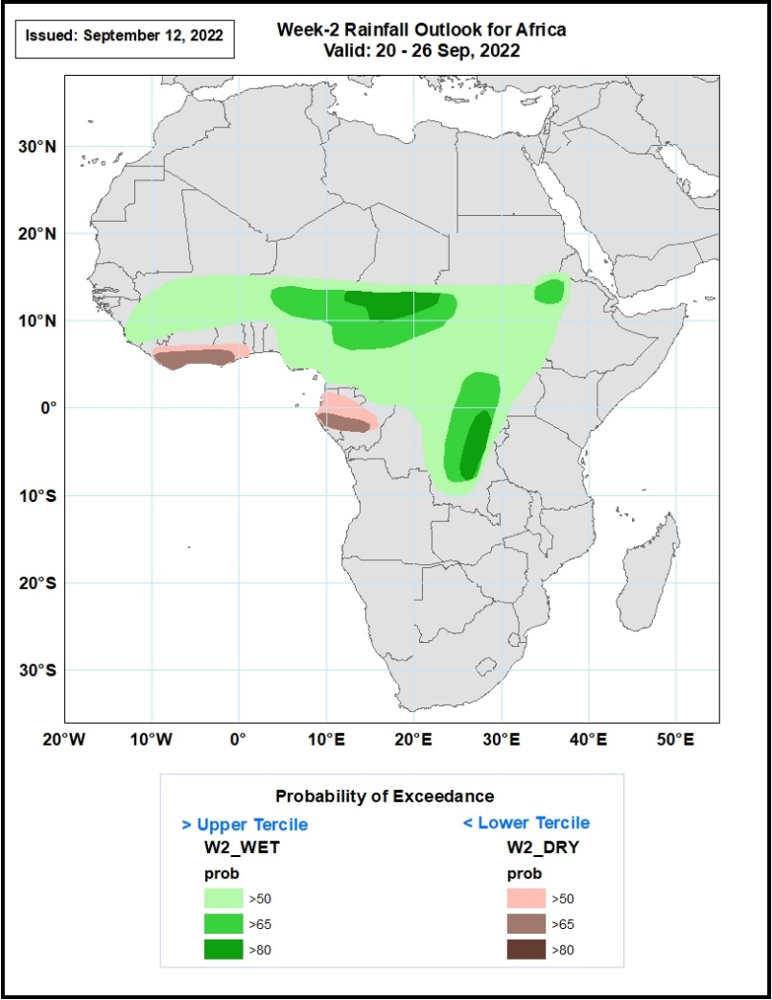 Issued: September 12, 2022
Week-2 Rainfall Outlook for Africa
Valid: 20 - 26 Sep, 2022
30°N
20°N
10°N
0°
10°S
20°S
30°S
20°W 10°W 0° 10°E 20°E 30°E 40°E 50°E
Probability of Exceedance
> Upper Tercile < Lower Tercile
W2_WET W2_DRY
prob prob
>50 >50
>65 >65
>80 >80